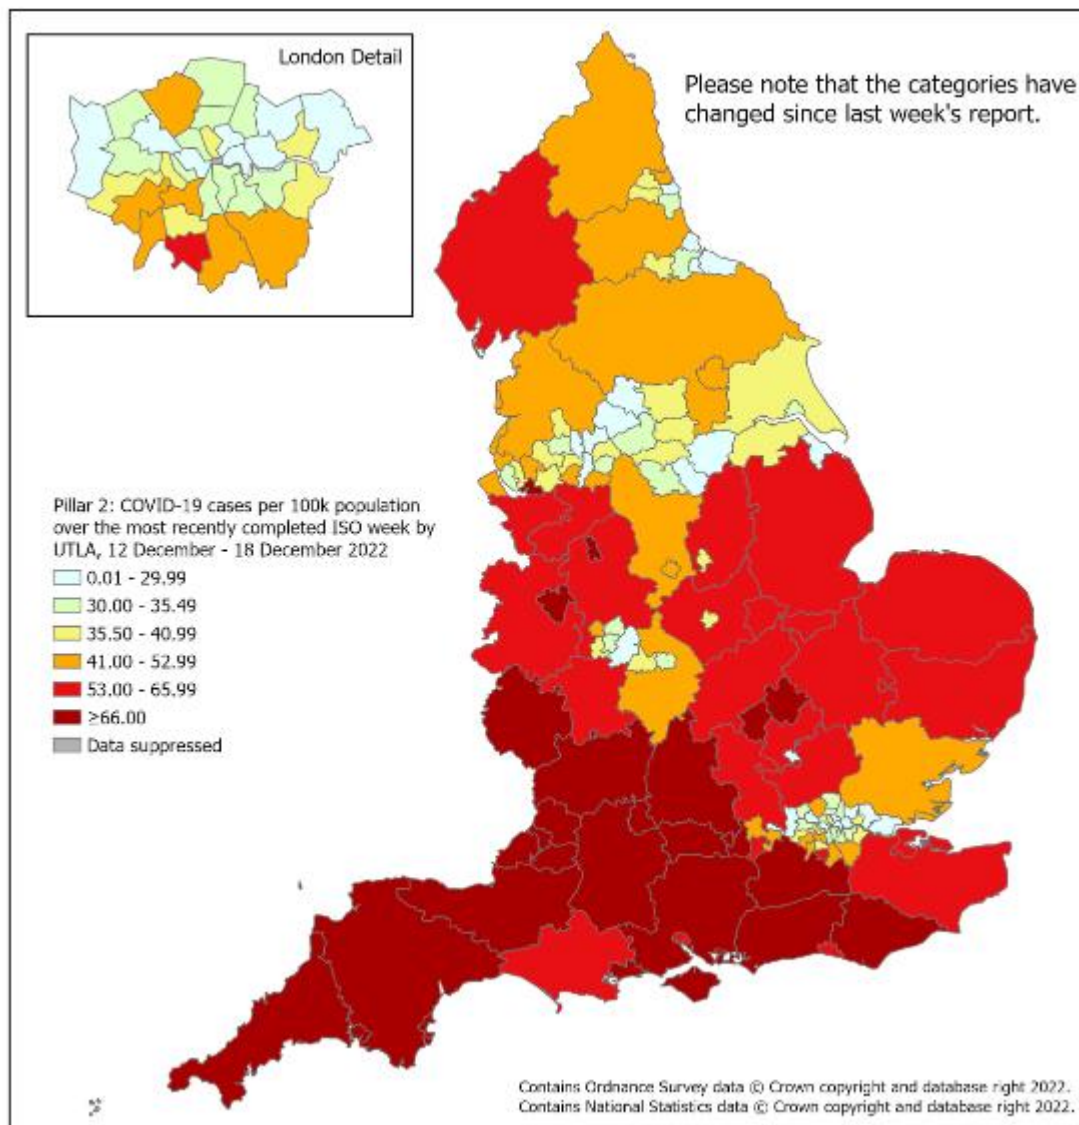 London Detail
Please note that the categories have
changed since last week's report.
Pillar 2: COVID-19 cases per 100k population
over the most recently completed ISO week by
UTLA, 12 December - 18 December 2022
0.01 - 29.99
30.00 - 35.49
35.50 - 40.99
41.00 - 52.99
53.00 - 65.99
≥66.00
Data suppressed
Contains Ordnance Survey data © Crown copyright and database right 2022.
Contains National Statistics data © Crown copyright and database right 2022.